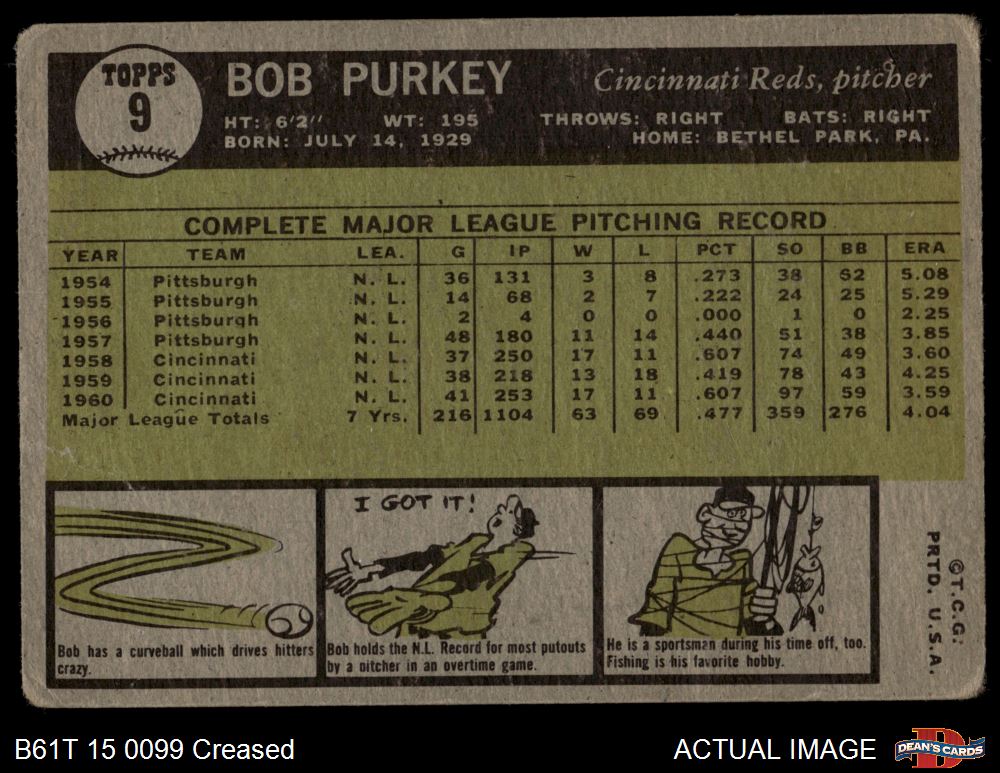 TOPPS
9
BOB PURKEY
Cincinnati Reds, pitcher
HT: 6'2" WT: 195 THROWS: RIGHT BATS: RIGHT
BORN: JULY 14, 1929 HOME: BETHEL PARK, PA.
COMPLETE MAJOR LEAGUE PITCHING RECORD
YEAR TEAM LEA. G IP W L PCT SO BB ERA
1954 Pittsburgh N. L. 36 131 3 8 .273 38 62 5.08
1955 Pittsburgh N. L. 14 68 2 7 .222 24 25 5.29
1956 Pittsburgh N. L. 2 4 0 0 .000 1 0 2.25
1957 Pittsburgh N. L. 48 180 11 14 .440 51 38 3.85
1958 Cincinnati N. L. 37 250 17 11 .607 74 49 3.60
1959 Cincinnati N. L. 38 218 13 18 .419 78 43 4.25
1960 Cincinnati N. L. 41 253 17 11 .607 97 59 3.59
Major League Totals 7 Yrs. 216 1104 63 69 .477 359 276 4.04
Bob has a curveball which drives hitters
crazy.
I GOT IT!
Bob holds the N.L. Record for most putouts
by a pitcher in an overtime game.
He is a sportsman during his time off, too.
Fishing is his favorite hobby.
©T.C.G:
PRTD. U.S.A.
B61T 15 0099 Creased
ACTUAL IMAGE
DEAN'S CARDS